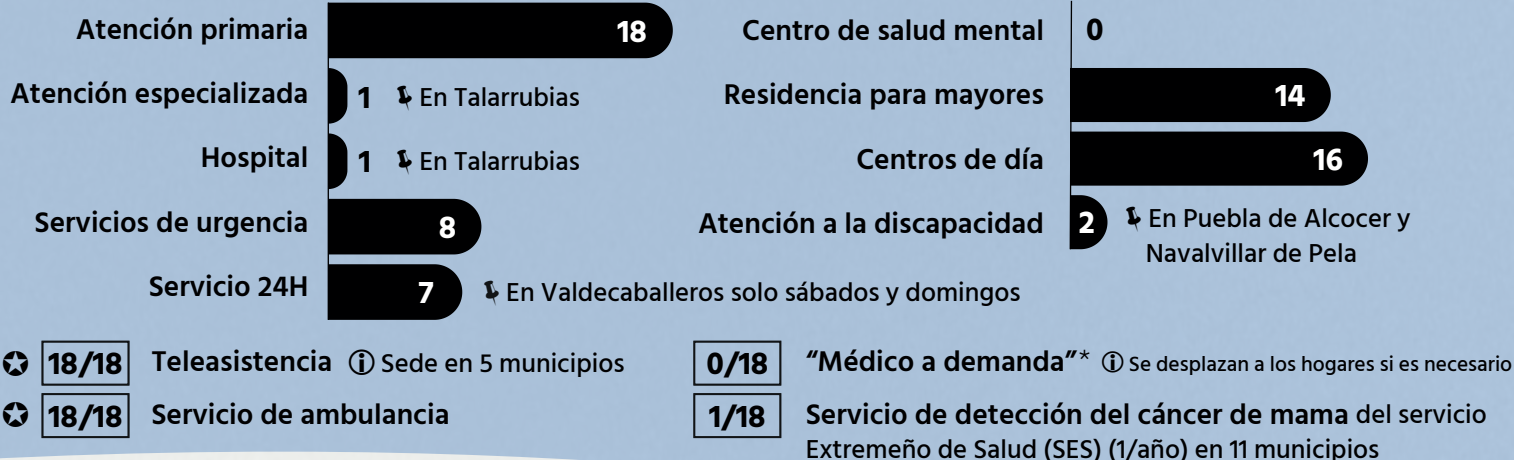 Atención primaria 18
Atención especializada 1 En Talarrubias
Hospital 1 En Talarrubias
Servicios de urgencia 8
Servicio 24H 7 En Valdecaballeros solo sábados y domingos
Centro de salud mental 0
Residencia para mayores 14
Centros de día 16
Atención a la discapacidad 2 En Puebla de Alcocer y
Navalvillar de Pela
18/18 Teleasistencia ⓘ Sede en 5 municipios
18/18 Servicio de ambulancia
0/18 “Médico a demanda”* ⓘ Se desplazan a los hogares si es necesario
1/18 Servicio de detección del cáncer de mama del servicio
Extremeño de Salud (SES) (1/año) en 11 municipios